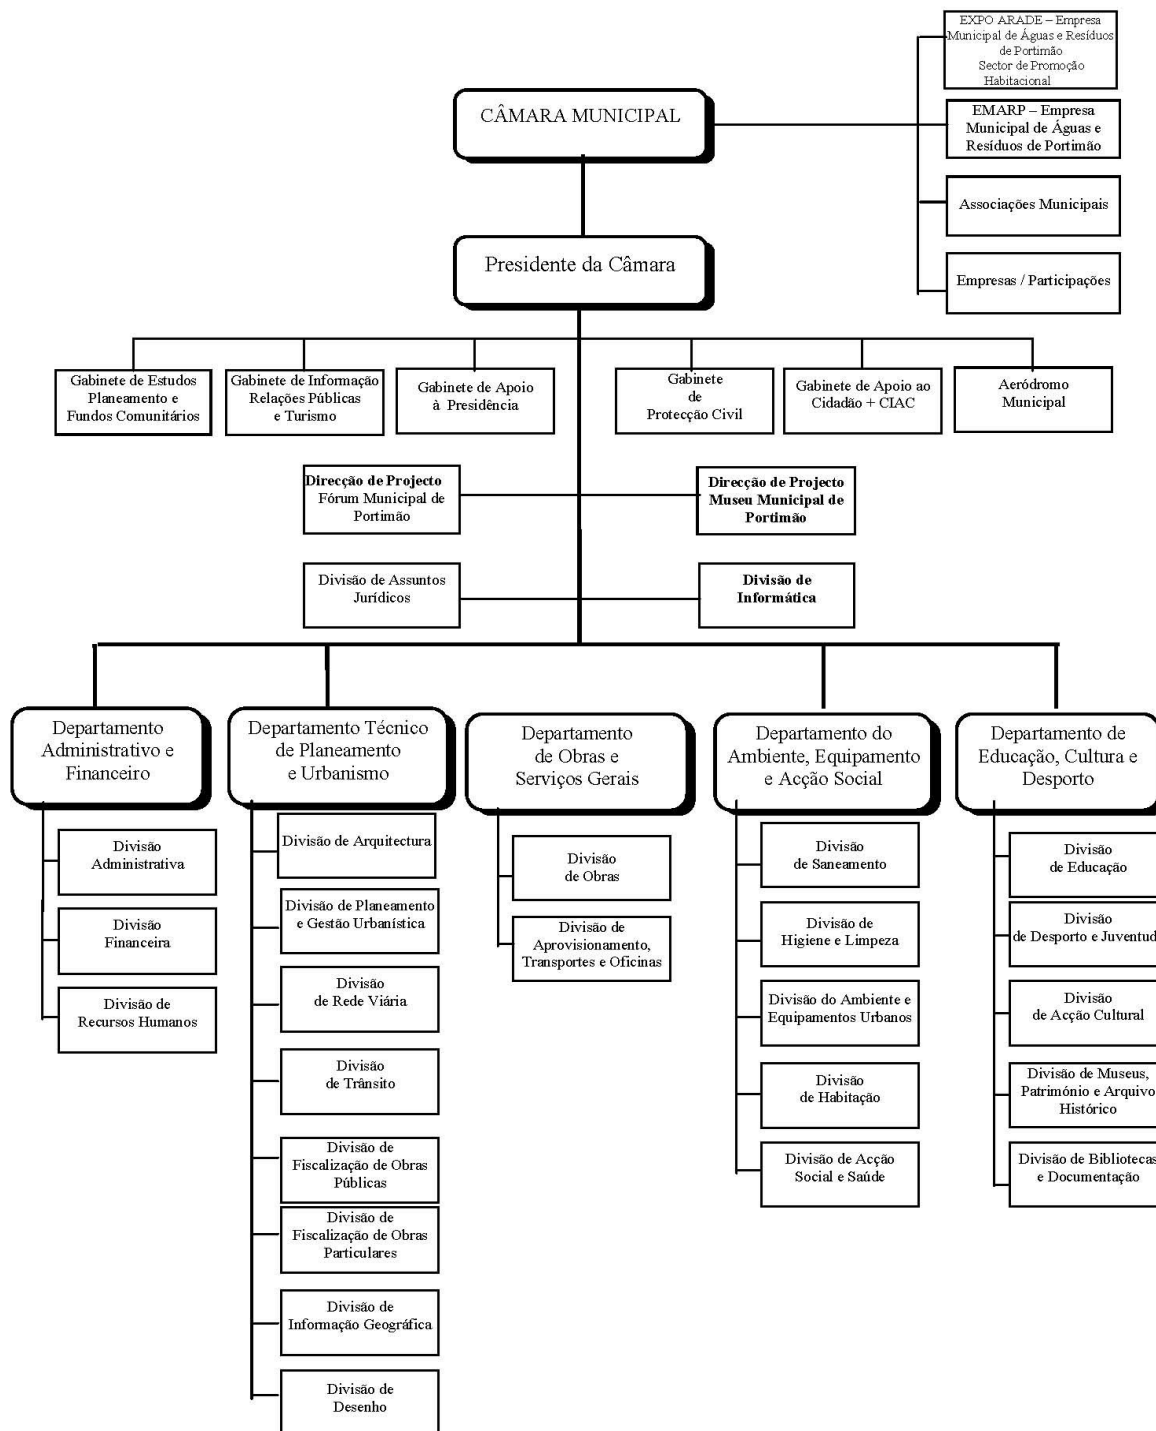 EXPO ARADE – Empresa
Municipal de Águas e Resíduos
de Portimão
Sector de Promoção
Habitacional
CÂMARA MUNICIPAL
EMARP – Empresa
Municipal de Águas e
Resíduos de Portimão
Associações Municipais
Presidente da Câmara
Empresas / Participações
Gabinete de Estudos
Planeamento e
Fundos Comunitários
Gabinete de Informação
Relações Públicas
e Turismo
Gabinete de Apoio
à Presidência
Gabinete
de
Protecção Civil
Gabinete de Apoio ao
Cidadão + CIAC
Aeródromo
Municipal
Direcção de Projecto
Fórum Municipal de
Portimão
Direcção de Projecto
Museu Municipal de
Portimão
Divisão de Assuntos
Jurídicos
Divisão de
Informática
Departamento
Administrativo e
Financeiro
Divisão
Administrativa
Divisão
Financeira
Divisão de
Recursos Humanos
Departamento Técnico
de Planeamento
e Urbanismo
Divisão de Arquitectura
Divisão de Planeamento
e Gestão Urbanística
Divisão
de Rede Viária
Divisão
de Trânsito
Divisão de
Fiscalização de Obras
Públicas
Divisão de
Fiscalização de Obras
Particulares
Divisão de
Informação Geográfica
Divisão de
Desenho
Departamento
de Obras e
Serviços Gerais
Divisão
de Obras
Divisão de
Aprovisionamento,
Transportes e Oficinas
Departamento do
Ambiente, Equipamento
e Acção Social
Divisão
de Saneamento
Divisão de
Higiene e Limpeza
Divisão do Ambiente e
Equipamentos Urbanos
Divisão
de Habitação
Divisão de Acção
Social e Saúde
Departamento de
Educação, Cultura e
Desporto
Divisão
de Educação
Divisão
de Desporto e Juventud
Divisão
de Acção Cultural
Divisão de Museus,
Património e Arquivo
Histórico
Divisão de Bibliotecas
e Documentação